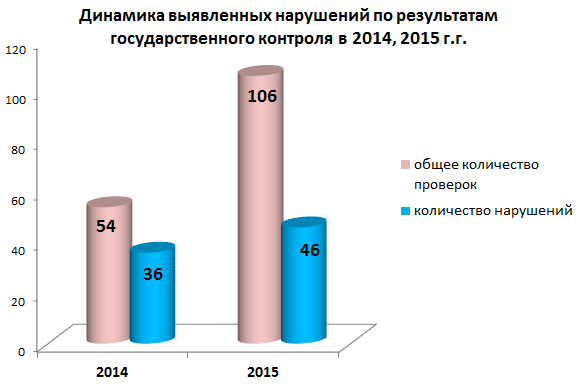 Динамика выявленных нарушений по результатам
государственного контроля в 2014, 2015 г.г.
120
100
80
60
40
20
0
54
36
106
46
2014
2015
общее количество
проверок
количество нарушений